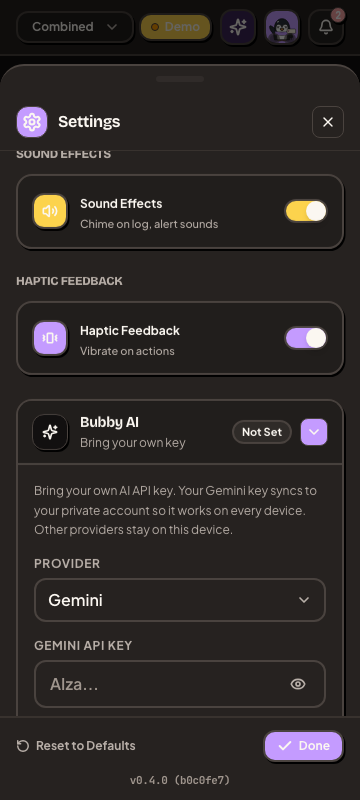 Combined
Demo
2
Settings
SOUND EFFECTS
Sound Effects
Chime on log, alert sounds
HAPTIC FEEDBACK
Haptic Feedback
Vibrate on actions
Bubby AI
Bring your own key
Not Set
Bring your own AI API key. Your Gemini key syncs to
your private account so it works on every device.
Other providers stay on this device.
PROVIDER
Gemini
GEMINI API KEY
AIza...
Reset to Defaults
Done
v0.4.0 (b0c0fe7)